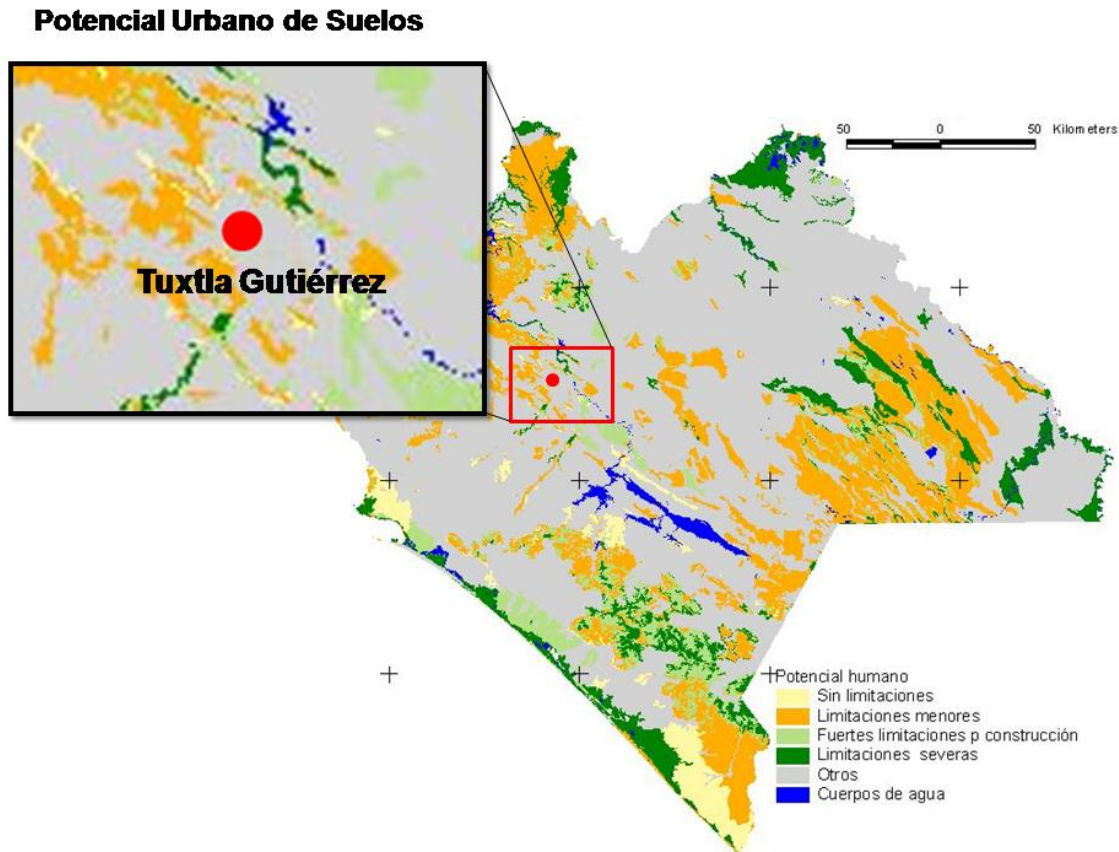 Potencial Urbano de Suelos
50 0 50 Kilometers
Tuxtla Gutiérrez
Potencial humano
Sin limitaciones
Limitaciones menores
Fuertes limitaciones p construcción
Limitaciones severas
Otros
Cuerpos de agua